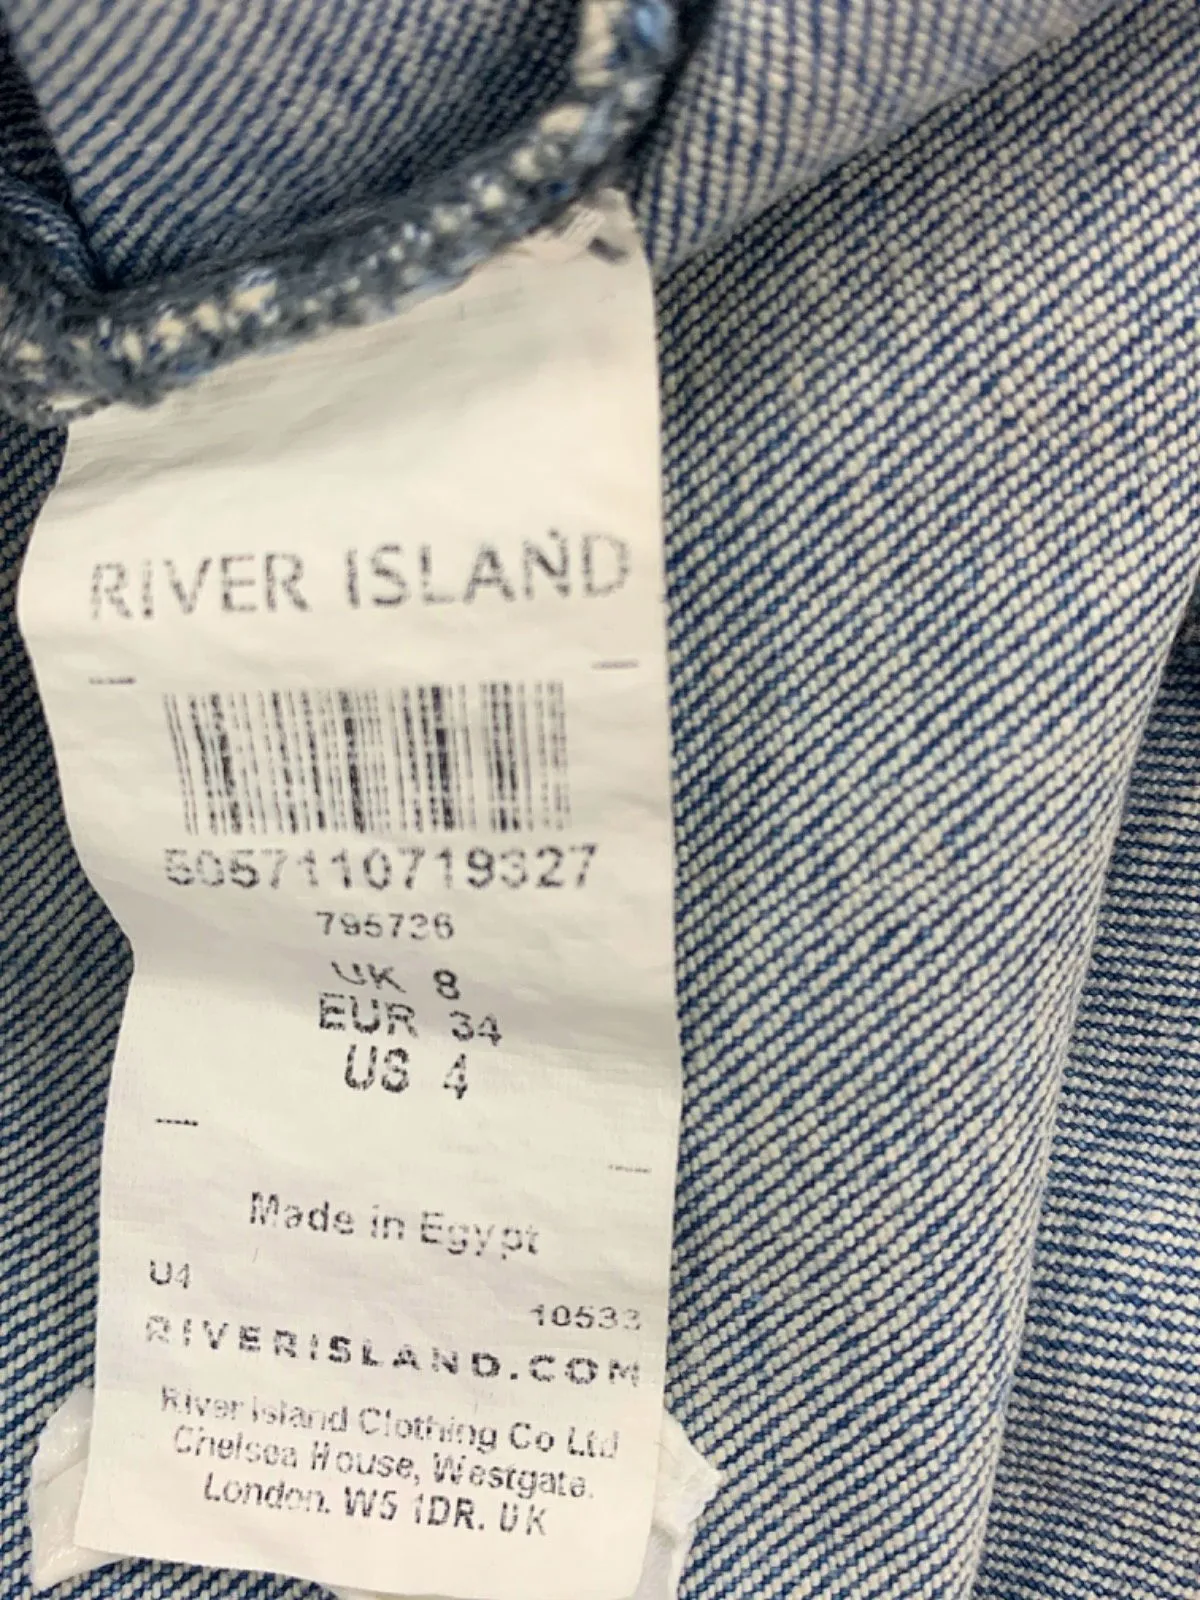 RIVER ISLAND
5057110719327
795726
UK 8
EUR 34
US 4
Made in Egypt
U4
10533
RIVERISLAND.COM
River Island Clothing Co Ltd
Chelsea House, Westgate.
London. W5 1DR. UK